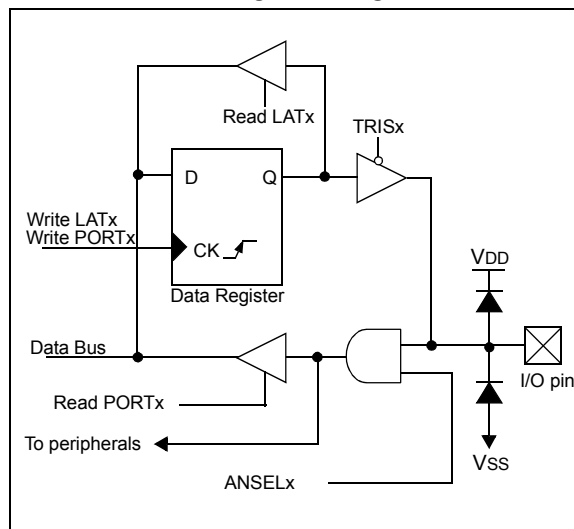 Read LATx
TRISx
D
Q
Write LATx
Write PORTx
CK
Data Register
VDD
Data Bus
I/O pin
Read PORTx
To peripherals
VSS
ANSELx